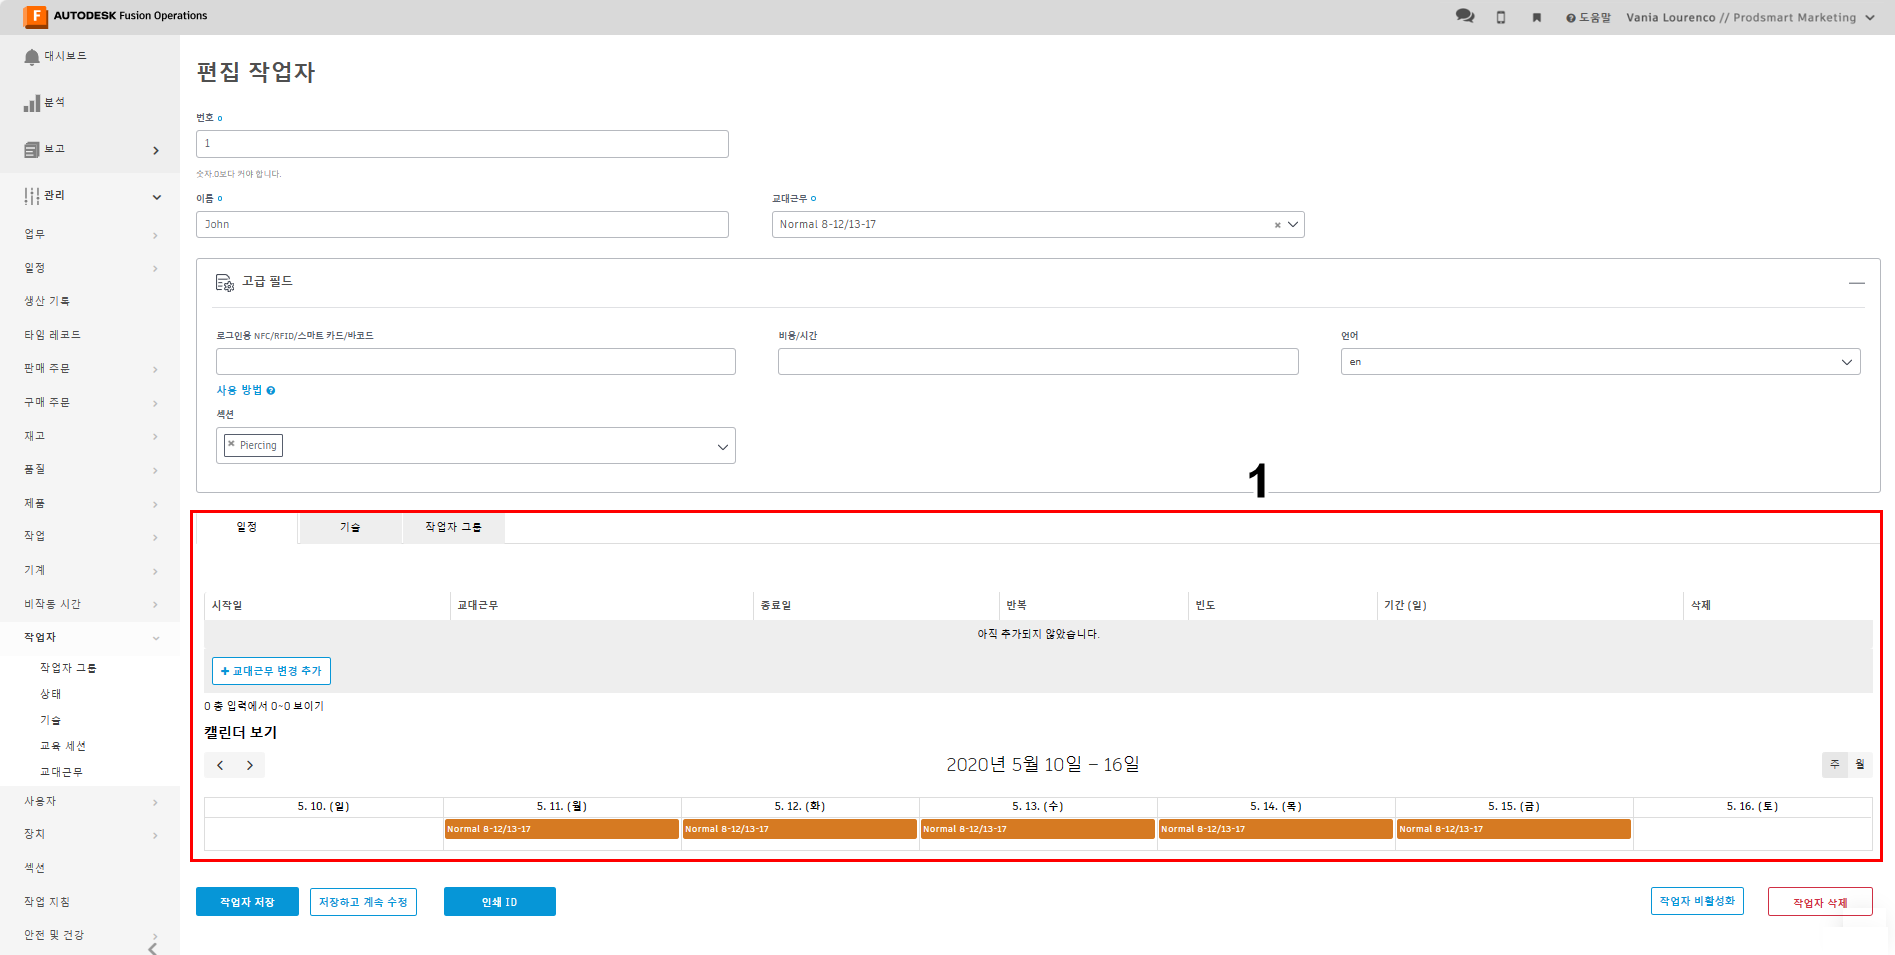 AUTODESK Fusion Operations
도움말
Vania Lourenco // Prodsmart Marketing
대시보드
분석
보고
관리
업무
일정
생산 기록
타임 레코드
판매 주문
구매 주문
재고
품질
제품
작업
기계
비작동 시간
작업자
작업자 그룹
상태
기술
교육 세션
교대근무
사용자
장치
섹션
작업 지침
안전 및 건강
편집 작업자
번호
1
숫자.0보다 커야 합니다.
이름
John
교대근무
Normal 8-12/13-17
고급 필드
로그인용 NFC/RFID/스마트 카드/바코드
비용/시간
언어
en
사용 방법
섹션
Piercing
1
일정 기술 작업자 그룹
시작일 교대근무 종료일 반복 빈도 기간 (일) 삭제
아직 추가되지 않았습니다.
+ 교대근무 변경 추가
0 총 입력에서 0~0 보이기
캘린더 보기
2020년 5월 10일 – 16일
주 월
5. 10. (일) 5. 11. (월) 5. 12. (화) 5. 13. (수) 5. 14. (목) 5. 15. (금) 5. 16. (토)
Normal 8-12/13-17 Normal 8-12/13-17 Normal 8-12/13-17 Normal 8-12/13-17 Normal 8-12/13-17
작업자 저장 저장하고 계속 수정 인쇄 ID 작업자 비활성화 작업자 삭제